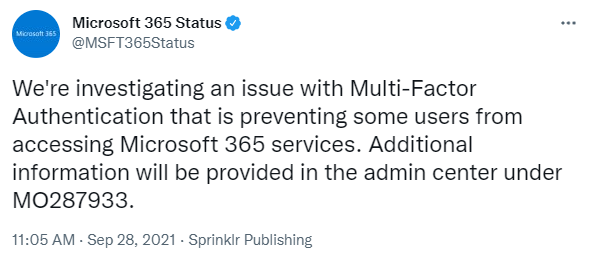 Microsoft 365
Microsoft 365 Status
@MSFT365Status
We're investigating an issue with Multi-Factor
Authentication that is preventing some users from
accessing Microsoft 365 services. Additional
information will be provided in the admin center under
MO287933.
11:05 AM · Sep 28, 2021 · Sprinklr Publishing